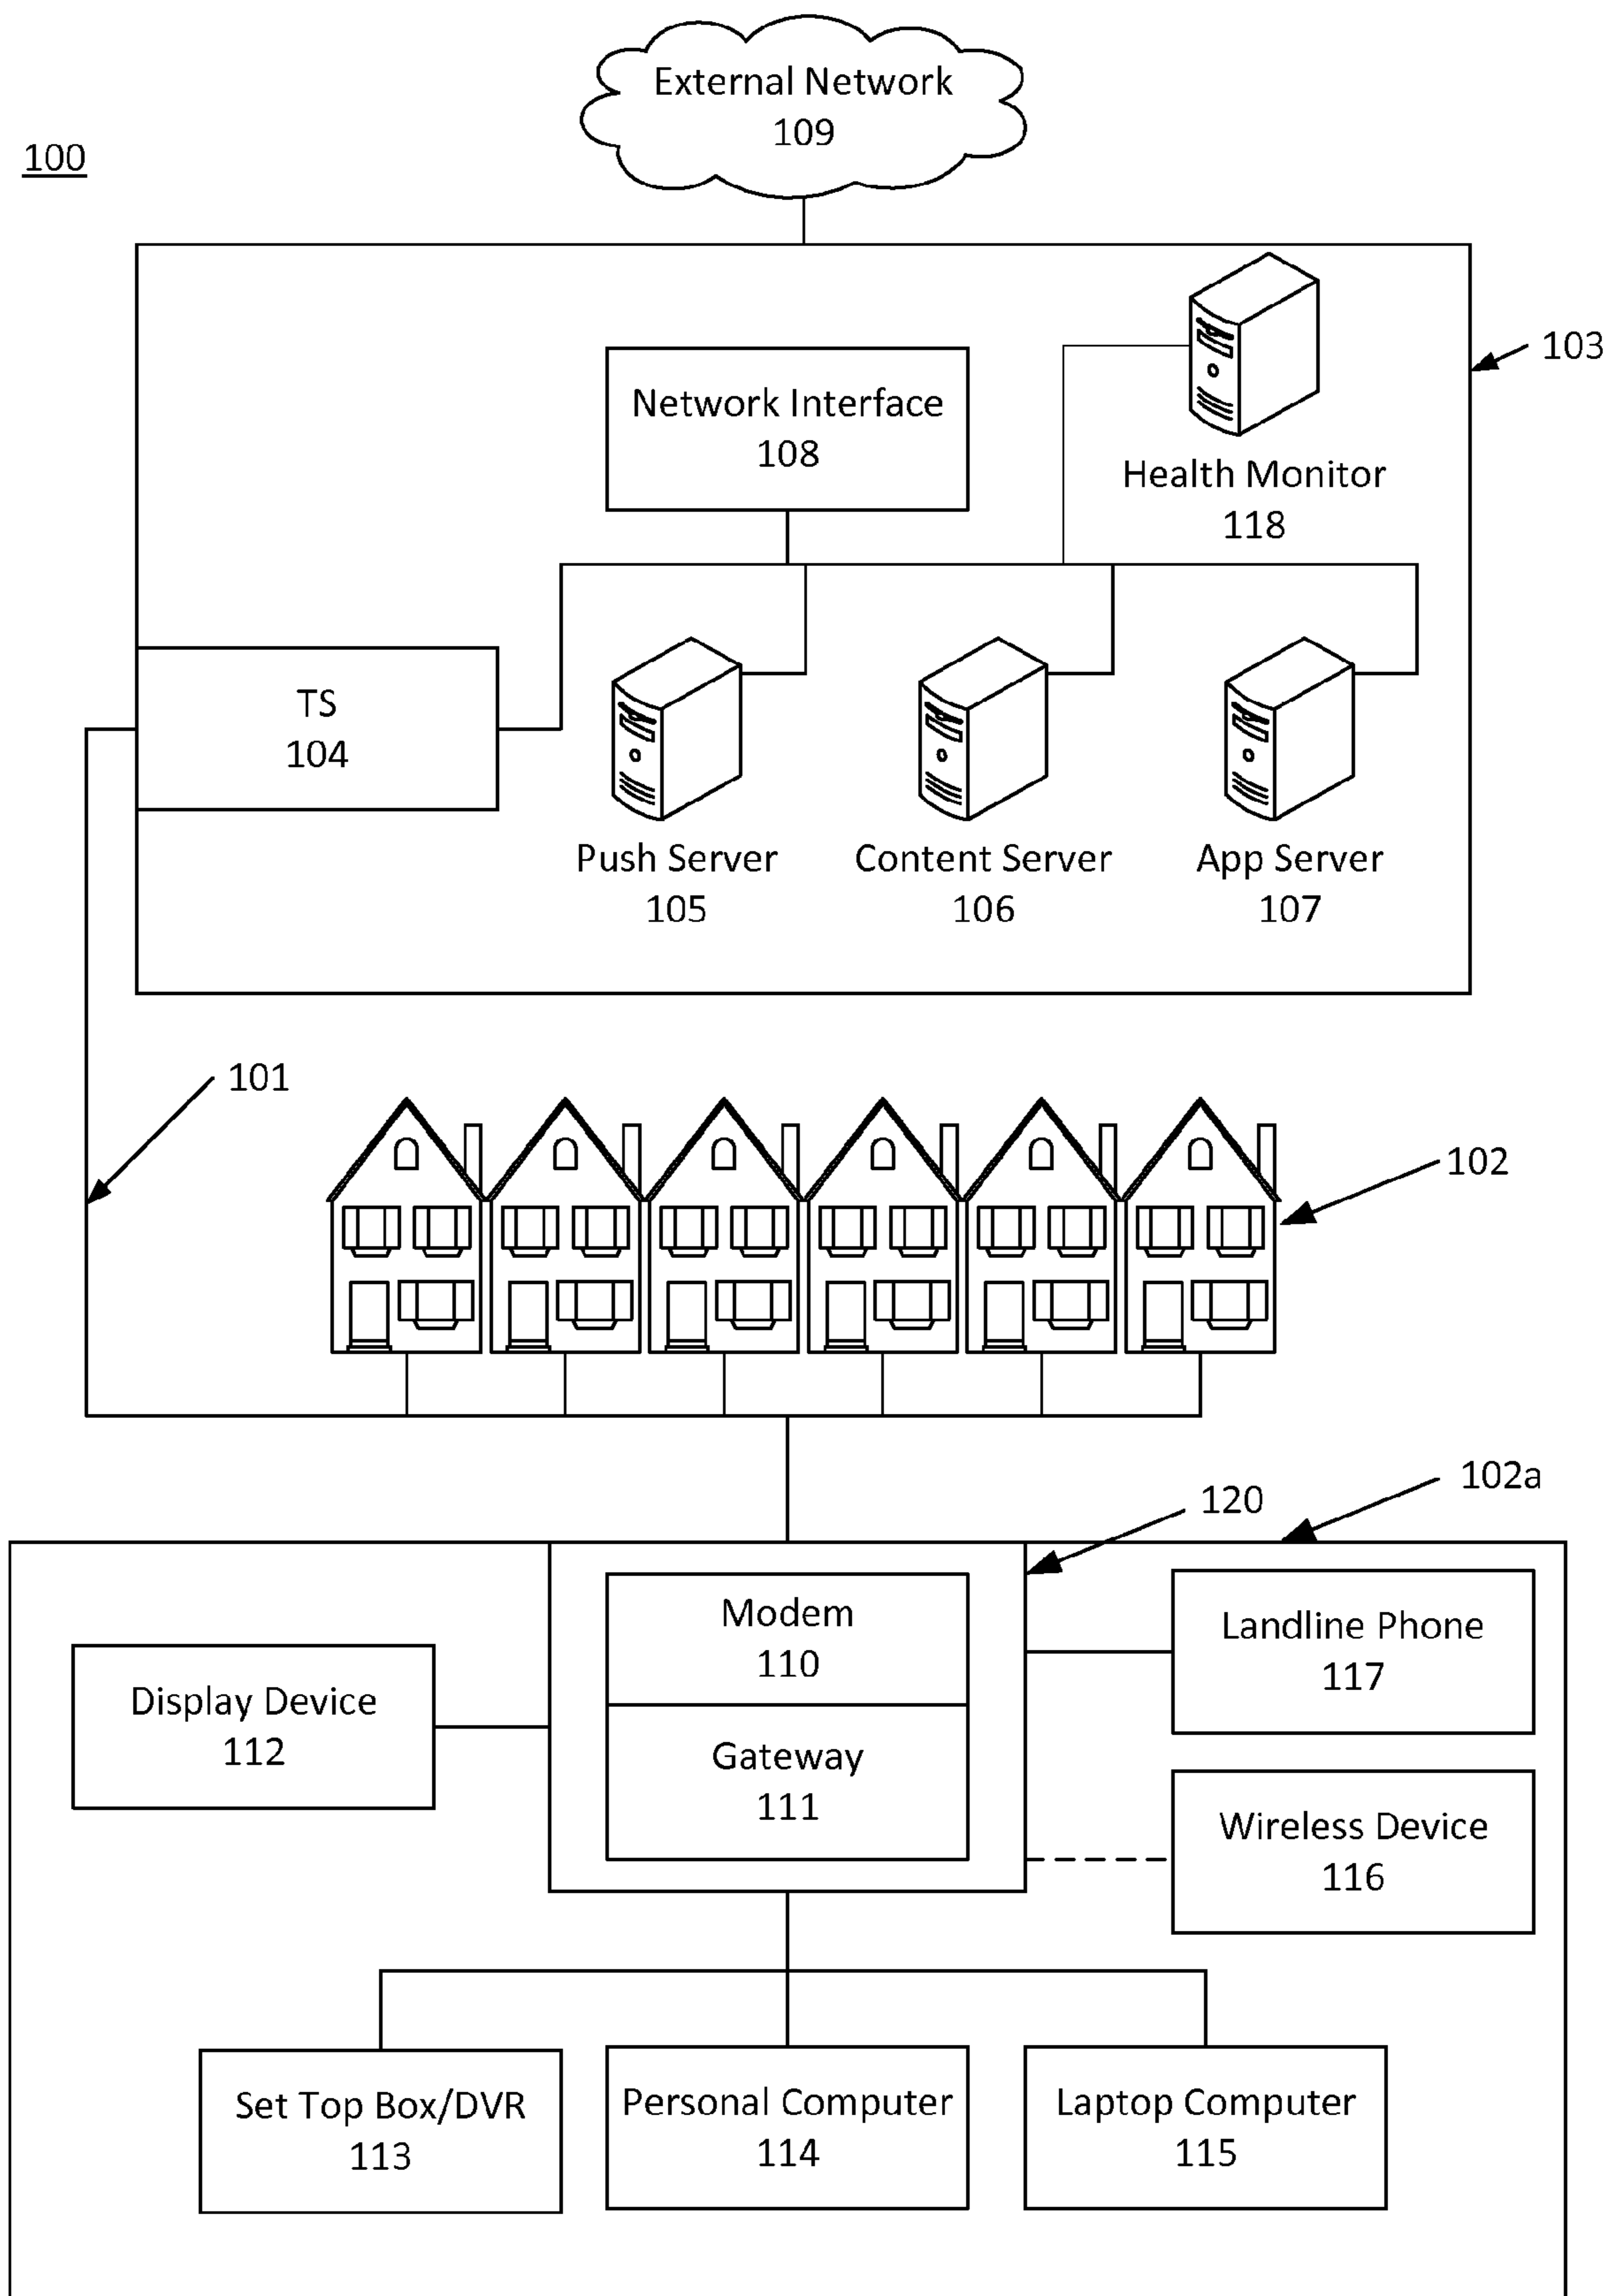 External Network
109
100
103
Network Interface
108
Health Monitor
118
TS
104
Push Server
105
Content Server
106
App Server
107
101
102
102a
120
Modem
110
Landline Phone
117
Display Device
112
Gateway
111
Wireless Device
116
Set Top Box/DVR
113
Personal Computer
114
Laptop Computer
115